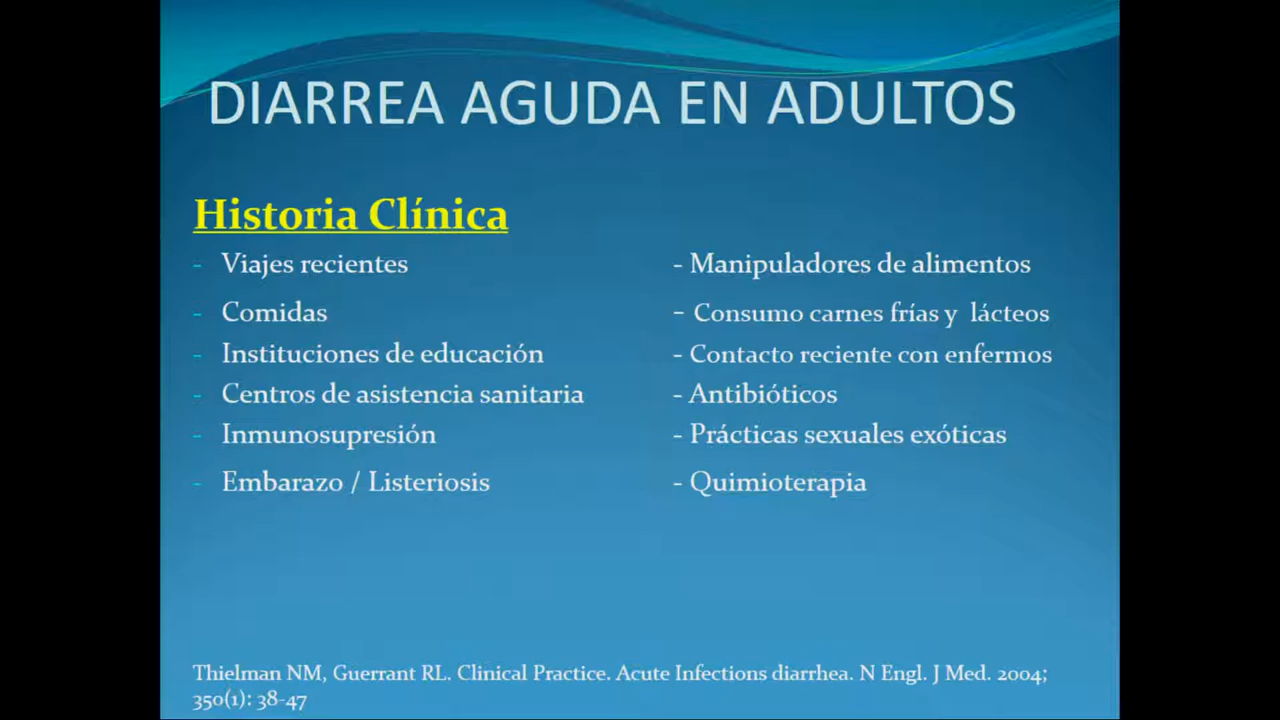 DIARREA AGUDA EN ADULTOS
Historia Clínica
- Viajes recientes
- Comidas
- Instituciones de educación
- Centros de asistencia sanitaria
- Inmunosupresión
- Embarazo / Listeriosis
- Manipuladores de alimentos
- Consumo carnes frías y lácteos
- Contacto reciente con enfermos
- Antibióticos
- Prácticas sexuales exóticas
- Quimioterapia
Thielman NM, Guerrant RL. Clinical Practice. Acute Infections diarrhea. N Engl. J Med. 2004;
350(1): 38-47